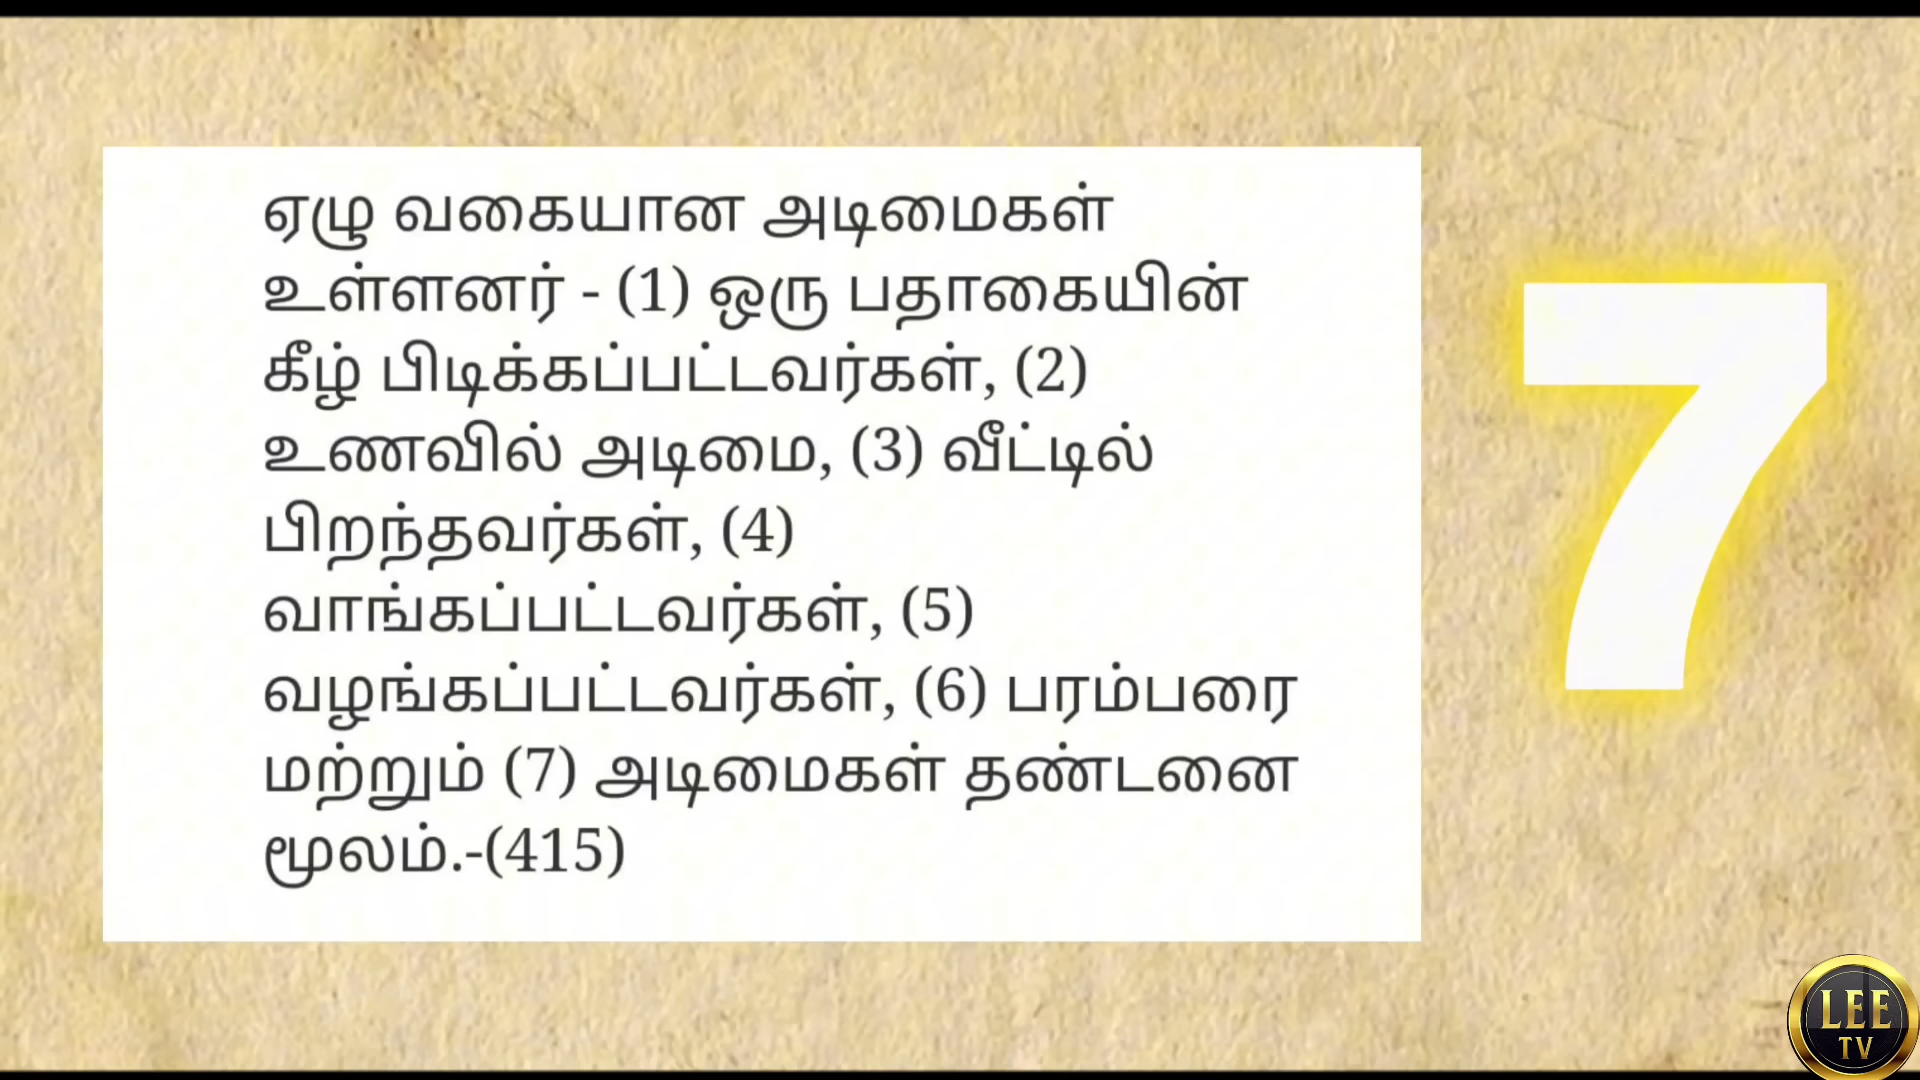 ஏழு வகையான அடிமைகள்
உள்ளனர் - (1) ஒரு பதாகையின்
கீழ் பிடிக்கப்பட்டவர்கள், (2)
உணவில் அடிமை, (3) வீட்டில்
பிறந்தவர்கள், (4)
வாங்கப்பட்டவர்கள், (5)
வழங்கப்பட்டவர்கள், (6) பரம்பரை
மற்றும் (7) அடிமைகள் தண்டனை
மூலம்.-(415)
7
LEE
TV